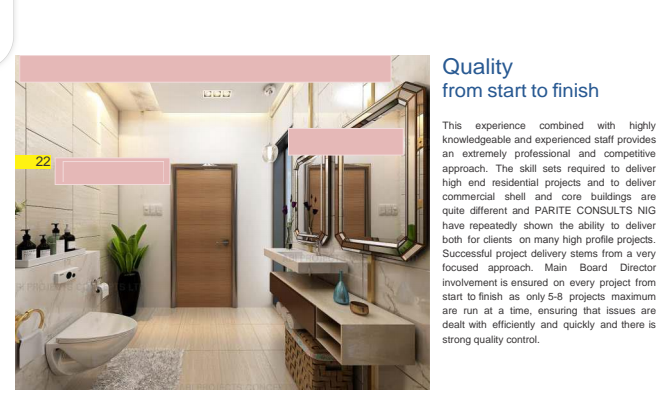 Quality
from start to finish
This experience combined with highly
knowledgeable and experienced staff provides
an extremely professional and competitive
approach. The skill sets required to deliver
high end residential projects and to deliver
commercial shell and core buildings are
quite different and PARITE CONSULTS NIG
have repeatedly shown the ability to deliver
both for clients on many high profile projects.
Successful project delivery stems from a very
focused approach. Main Board Director
involvement is ensured on every project from
start to finish as only 5-8 projects maximum
are run at a time, ensuring that issues are
dealt with efficiently and quickly and there is
strong quality control.
22